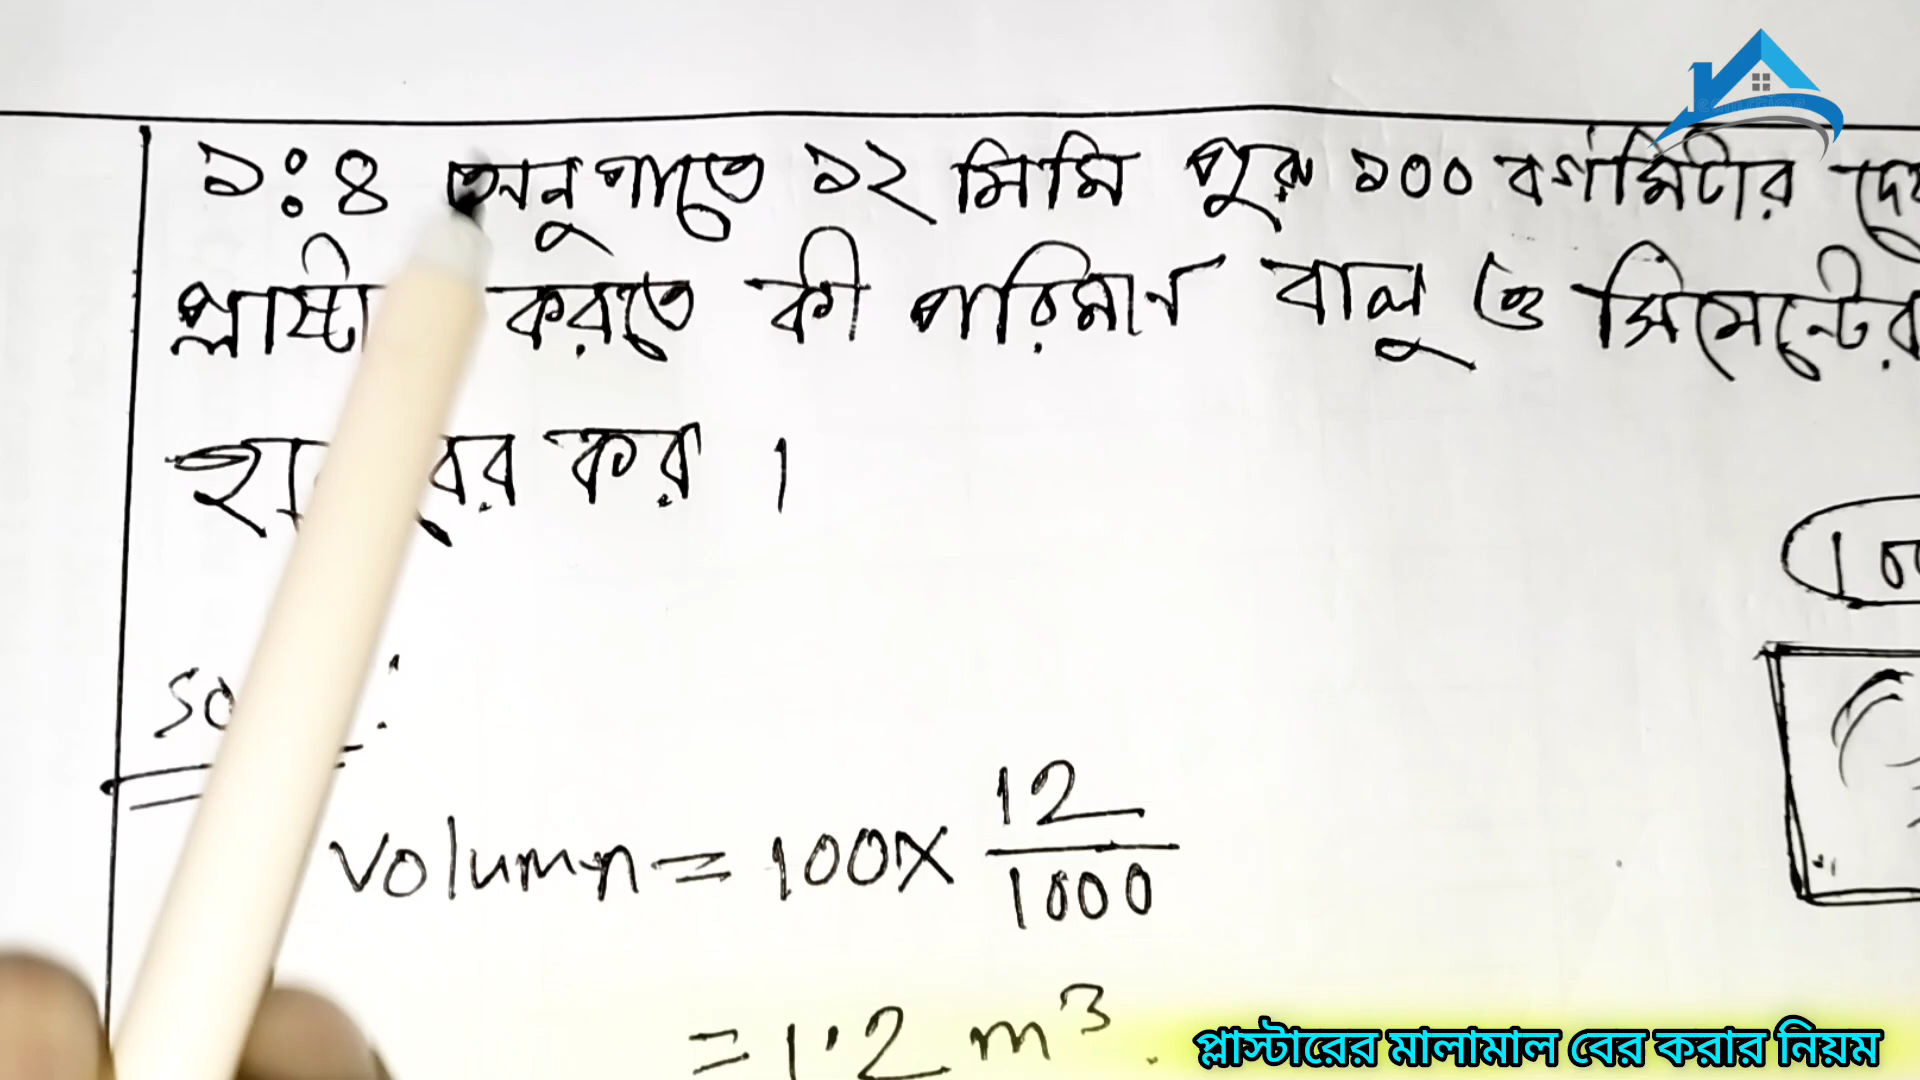 ১:৪ অনুপাতে ১২ মিমি পুরু ১০০ বর্গমিটার
করতে কী পরিমান বালু ও সিমেন্টের
বের কর ।
volumn = 100 × 12/1000
= 1.2 m³.
প্লাস্টারের মালামাল বের করার নিয়ম